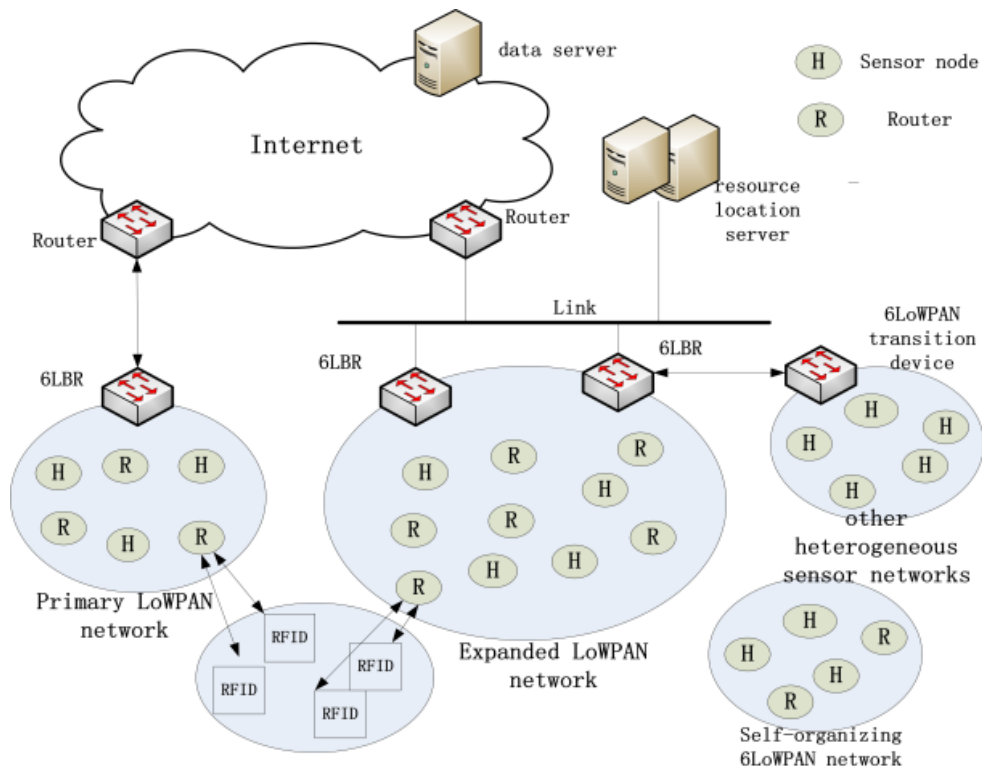 data server
H Sensor node
R Router
Internet
resource
location
server
Router
Router
Link
6LoWPAN
transition
device
6LBR
6LBR
6LBR
H R H
R H R
H R R
H
R R R
H H
R
H H
H H
H
other
heterogeneous
sensor networks
Primary LoWPAN
network
Expanded LoWPAN
network
RFID
RFID
RFID
RFID
H R
H H
R
Self-organizing
6LoWPAN network